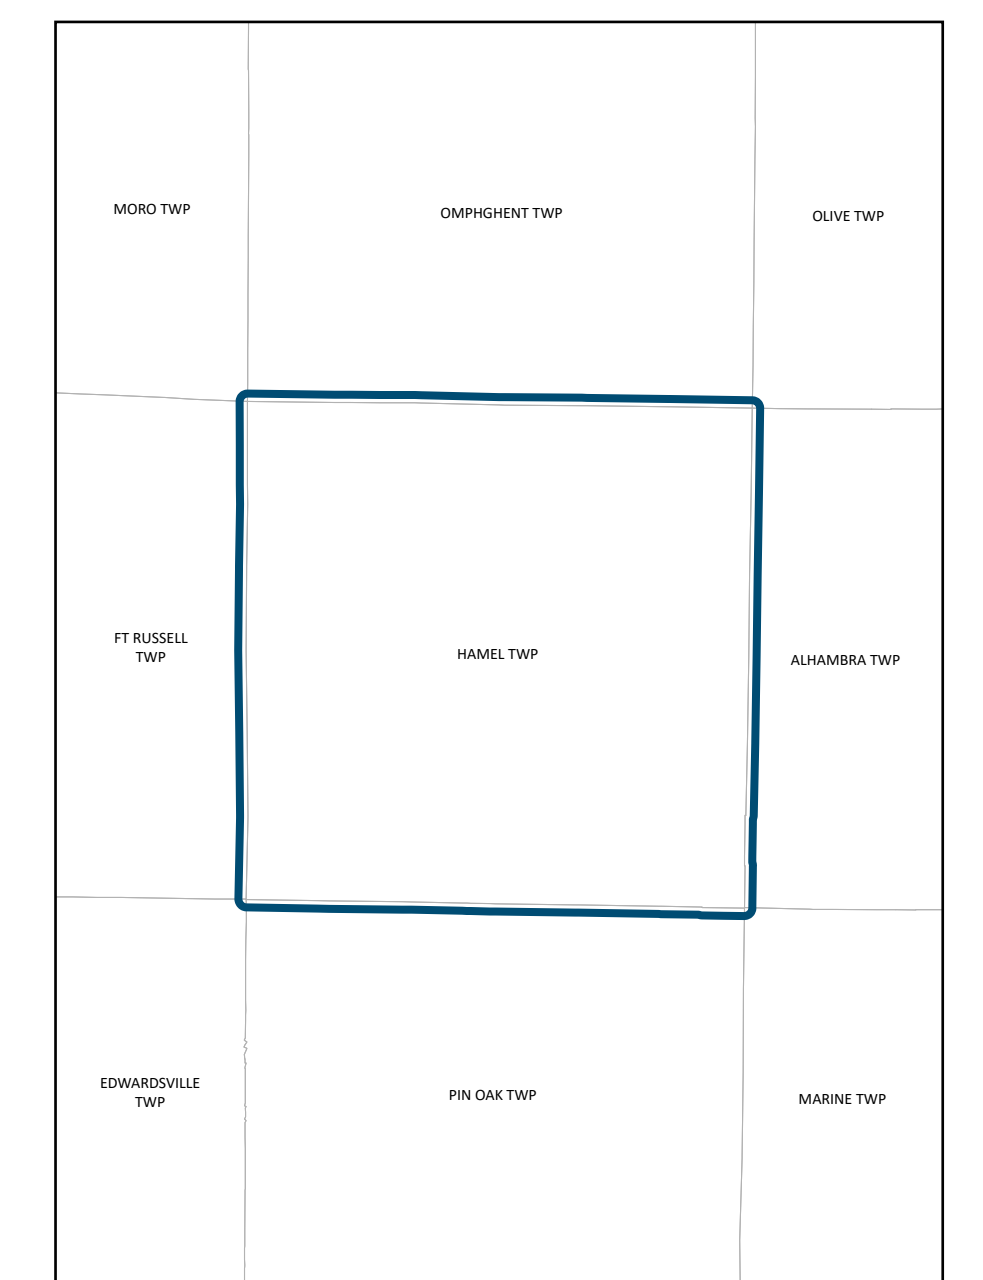 MORO TWP
OMPHGHENT TWP
OLIVE TWP
FT RUSSELL
TWP
HAMEL TWP
ALHAMBRA TWP
EDWARDSVILLE
TWP
PIN OAK TWP
MARINE TWP